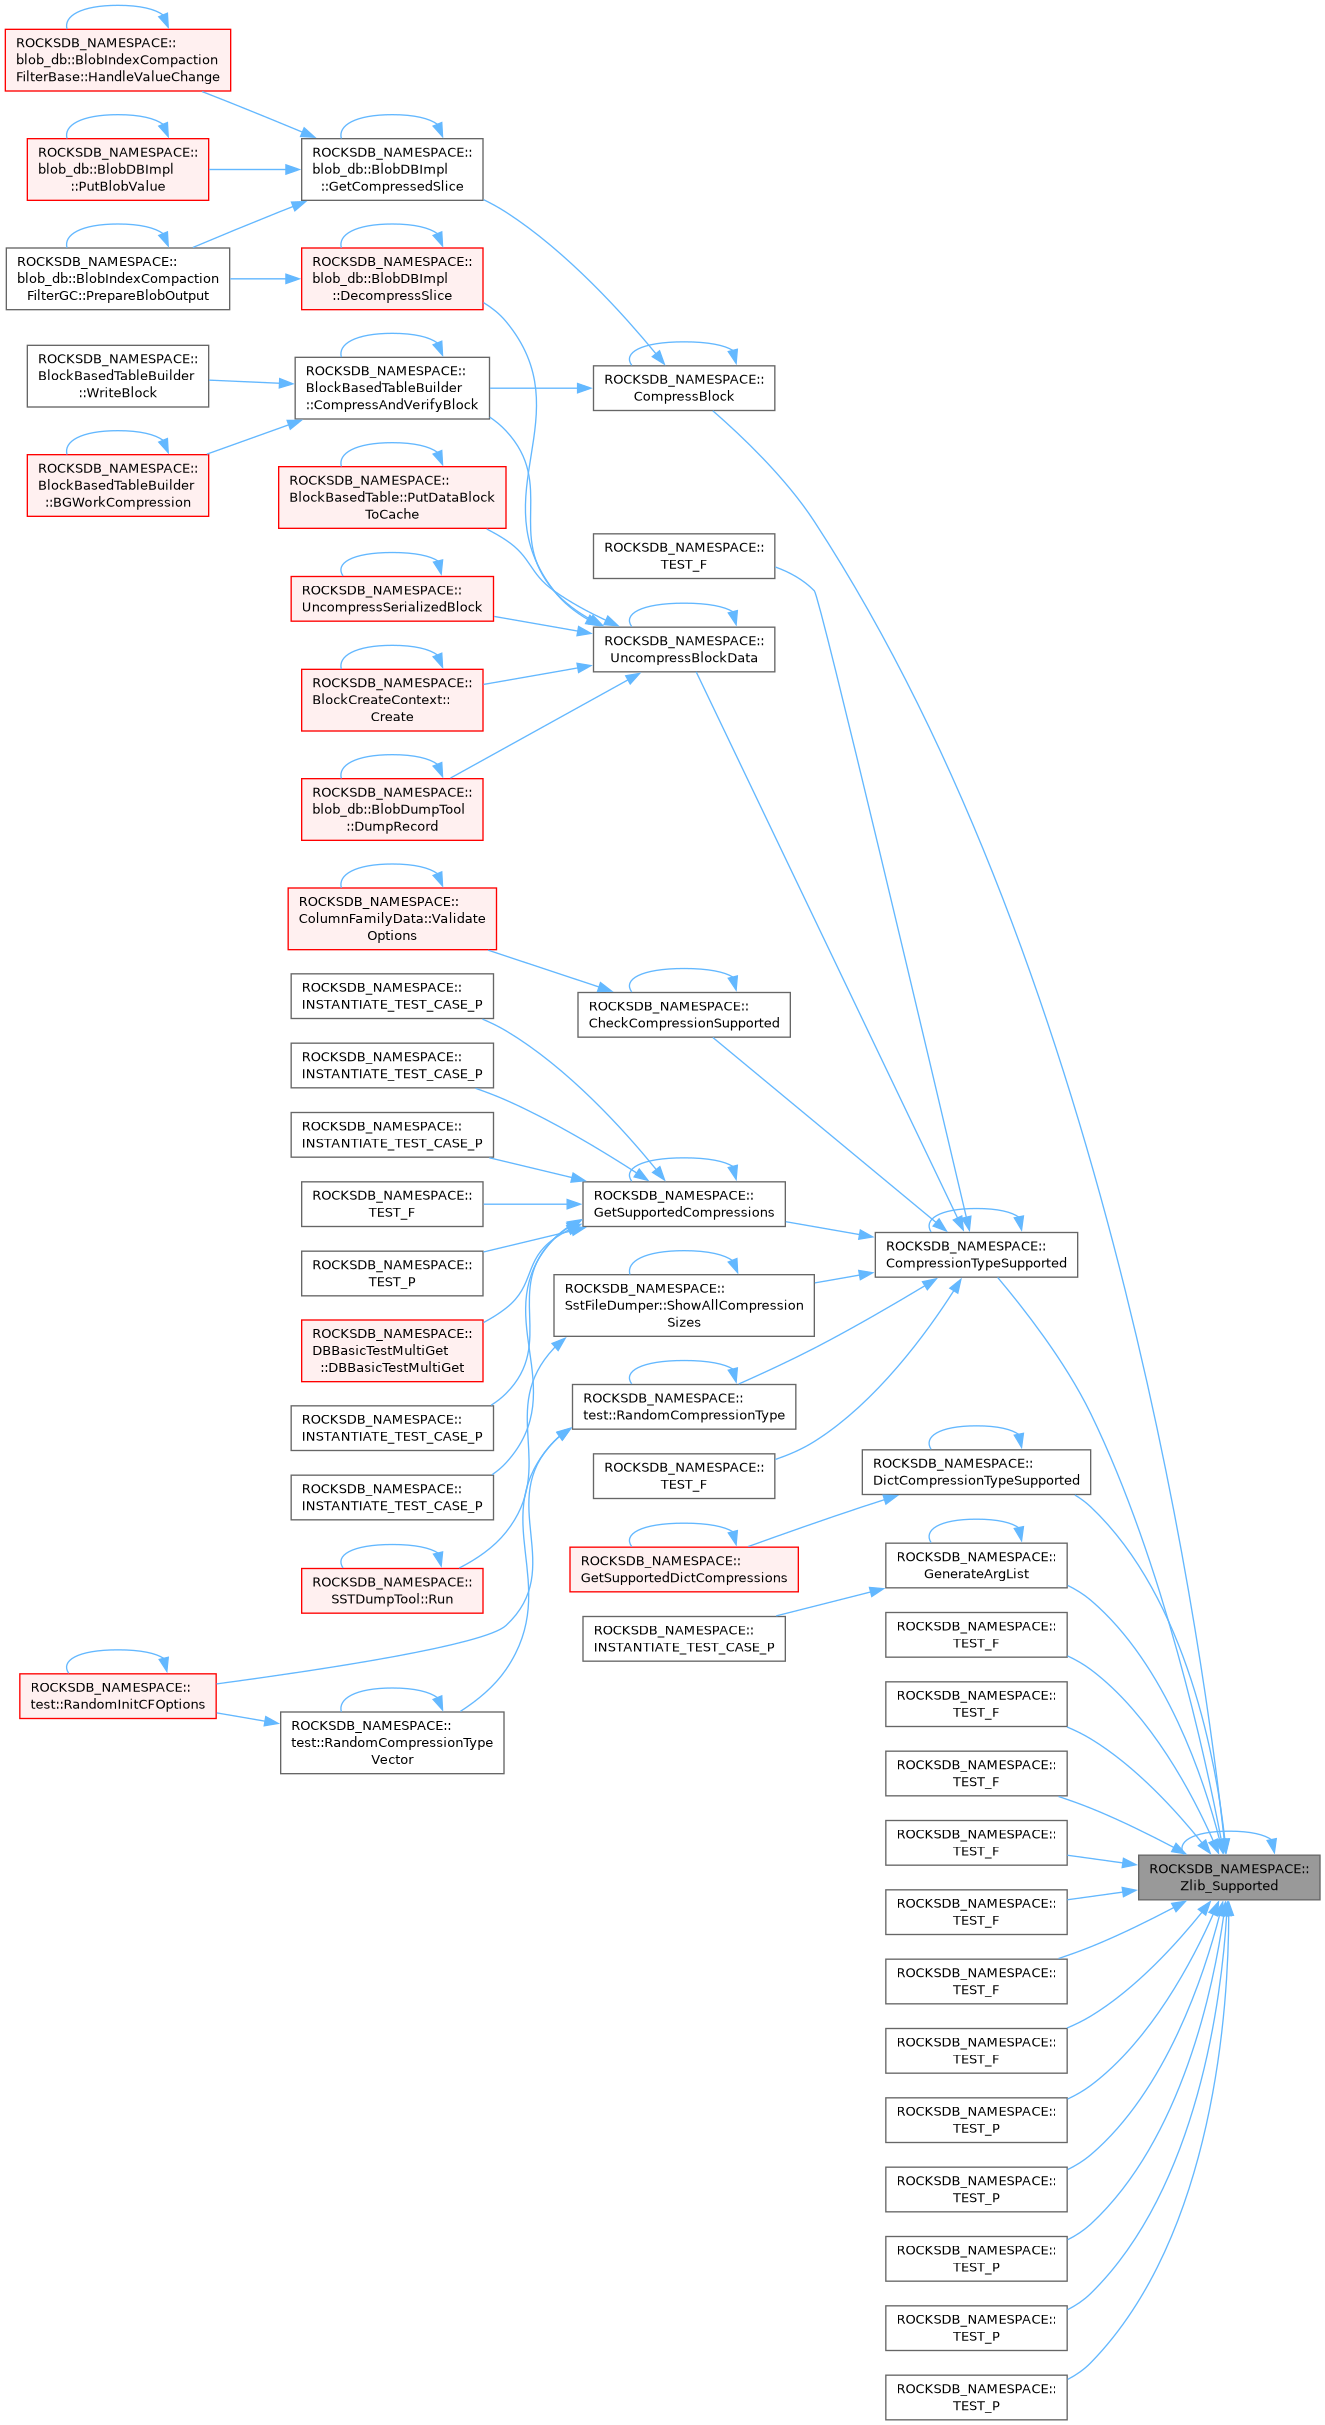 ROCKSDB_NAMESPACE::
blob_db::BlobIndexCompaction
FilterBase::HandleValueChange
ROCKSDB_NAMESPACE::
blob_db::BlobDBImpl
::PutBlobValue
ROCKSDB_NAMESPACE::
blob_db::BlobIndexCompaction
FilterGC::PrepareBlobOutput
ROCKSDB_NAMESPACE::
BlockBasedTableBuilder
::WriteBlock
ROCKSDB_NAMESPACE::
BlockBasedTableBuilder
::BGWorkCompression
ROCKSDB_NAMESPACE::
test::RandomInitCFOptions
ROCKSDB_NAMESPACE::
blob_db::BlobDBImpl
::GetCompressedSlice
ROCKSDB_NAMESPACE::
blob_db::BlobDBImpl
::DecompressSlice
ROCKSDB_NAMESPACE::
BlockBasedTableBuilder
::CompressAndVerifyBlock
ROCKSDB_NAMESPACE::
BlockBasedTable::PutDataBlock
ToCache
ROCKSDB_NAMESPACE::
UncompressSerializedBlock
ROCKSDB_NAMESPACE::
BlockCreateContext::
Create
ROCKSDB_NAMESPACE::
blob_db::BlobDumpTool
::DumpRecord
ROCKSDB_NAMESPACE::
ColumnFamilyData::Validate
Options
ROCKSDB_NAMESPACE::
INSTANTIATE_TEST_CASE_P
ROCKSDB_NAMESPACE::
INSTANTIATE_TEST_CASE_P
ROCKSDB_NAMESPACE::
INSTANTIATE_TEST_CASE_P
ROCKSDB_NAMESPACE::
TEST_F
ROCKSDB_NAMESPACE::
TEST_P
ROCKSDB_NAMESPACE::
DBBasicTestMultiGet
::DBBasicTestMultiGet
ROCKSDB_NAMESPACE::
INSTANTIATE_TEST_CASE_P
ROCKSDB_NAMESPACE::
INSTANTIATE_TEST_CASE_P
ROCKSDB_NAMESPACE::
SSTDumpTool::Run
ROCKSDB_NAMESPACE::
test::RandomCompressionType
Vector
ROCKSDB_NAMESPACE::
CompressBlock
ROCKSDB_NAMESPACE::
TEST_F
ROCKSDB_NAMESPACE::
UncompressBlockData
ROCKSDB_NAMESPACE::
CheckCompressionSupported
ROCKSDB_NAMESPACE::
GetSupportedCompressions
ROCKSDB_NAMESPACE::
SstFileDumper::ShowAllCompression
Sizes
ROCKSDB_NAMESPACE::
test::RandomCompressionType
ROCKSDB_NAMESPACE::
TEST_F
ROCKSDB_NAMESPACE::
GetSupportedDictCompressions
ROCKSDB_NAMESPACE::
INSTANTIATE_TEST_CASE_P
ROCKSDB_NAMESPACE::
CompressionTypeSupported
ROCKSDB_NAMESPACE::
DictCompressionTypeSupported
ROCKSDB_NAMESPACE::
GenerateArgList
ROCKSDB_NAMESPACE::
TEST_F
ROCKSDB_NAMESPACE::
TEST_F
ROCKSDB_NAMESPACE::
TEST_F
ROCKSDB_NAMESPACE::
TEST_F
ROCKSDB_NAMESPACE::
TEST_F
ROCKSDB_NAMESPACE::
TEST_F
ROCKSDB_NAMESPACE::
TEST_F
ROCKSDB_NAMESPACE::
TEST_P
ROCKSDB_NAMESPACE::
TEST_P
ROCKSDB_NAMESPACE::
TEST_P
ROCKSDB_NAMESPACE::
TEST_P
ROCKSDB_NAMESPACE::
TEST_P
ROCKSDB_NAMESPACE::
Zlib_Supported